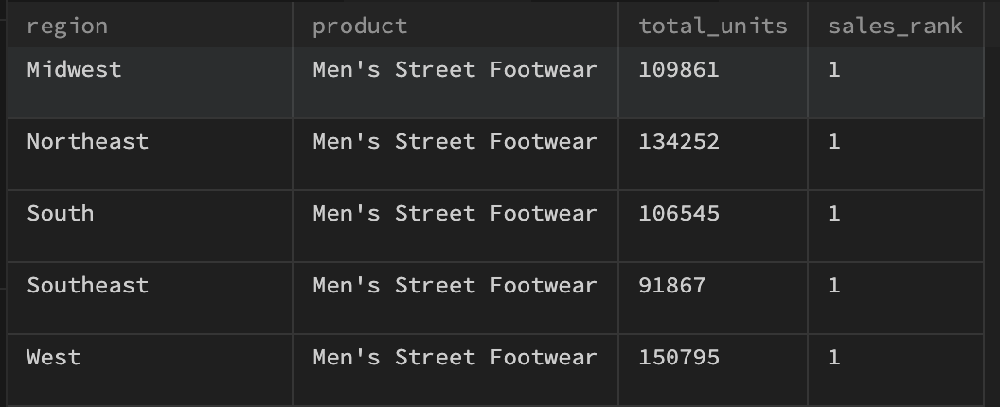 region product total_units sales_rank
Midwest Men's Street Footwear 109861 1
Northeast Men's Street Footwear 134252 1
South Men's Street Footwear 106545 1
Southeast Men's Street Footwear 91867 1
West Men's Street Footwear 150795 1